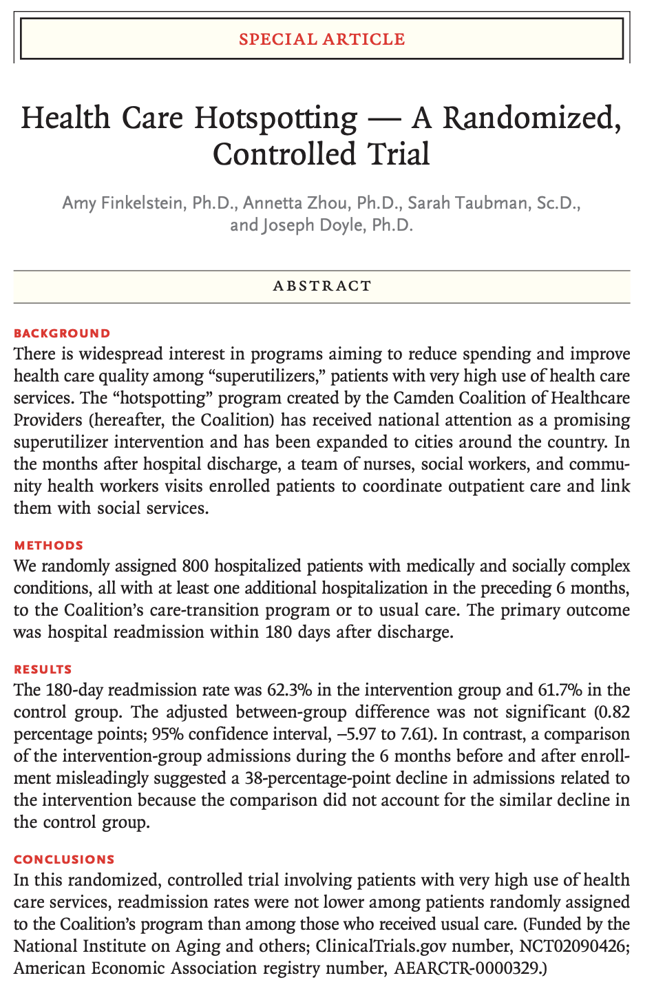 SPECIAL ARTICLE
Health Care Hotspotting — A Randomized,
Controlled Trial
Amy Finkelstein, Ph.D., Annetta Zhou, Ph.D., Sarah Taubman, Sc.D.,
and Joseph Doyle, Ph.D.
ABSTRACT
BACKGROUND
There is widespread interest in programs aiming to reduce spending and improve
health care quality among “superutilizers,” patients with very high use of health care
services. The “hotspotting” program created by the Camden Coalition of Healthcare
Providers (hereafter, the Coalition) has received national attention as a promising
superutilizer intervention and has been expanded to cities around the country. In
the months after hospital discharge, a team of nurses, social workers, and commu-
nity health workers visits enrolled patients to coordinate outpatient care and link
them with social services.
METHODS
We randomly assigned 800 hospitalized patients with medically and socially complex
conditions, all with at least one additional hospitalization in the preceding 6 months,
to the Coalition’s care-transition program or to usual care. The primary outcome
was hospital readmission within 180 days after discharge.
RESULTS
The 180-day readmission rate was 62.3% in the intervention group and 61.7% in the
control group. The adjusted between-group difference was not significant (0.82
percentage points; 95% confidence interval, −5.97 to 7.61). In contrast, a comparison
of the intervention-group admissions during the 6 months before and after enroll-
ment misleadingly suggested a 38-percentage-point decline in admissions related to
the intervention because the comparison did not account for the similar decline in
the control group.
CONCLUSIONS
In this randomized, controlled trial involving patients with very high use of health
care services, readmission rates were not lower among patients randomly assigned
to the Coalition’s program than among those who received usual care. (Funded by the
National Institute on Aging and others; ClinicalTrials.gov number, NCT02090426;
American Economic Association registry number, AEARCTR-0000329.)